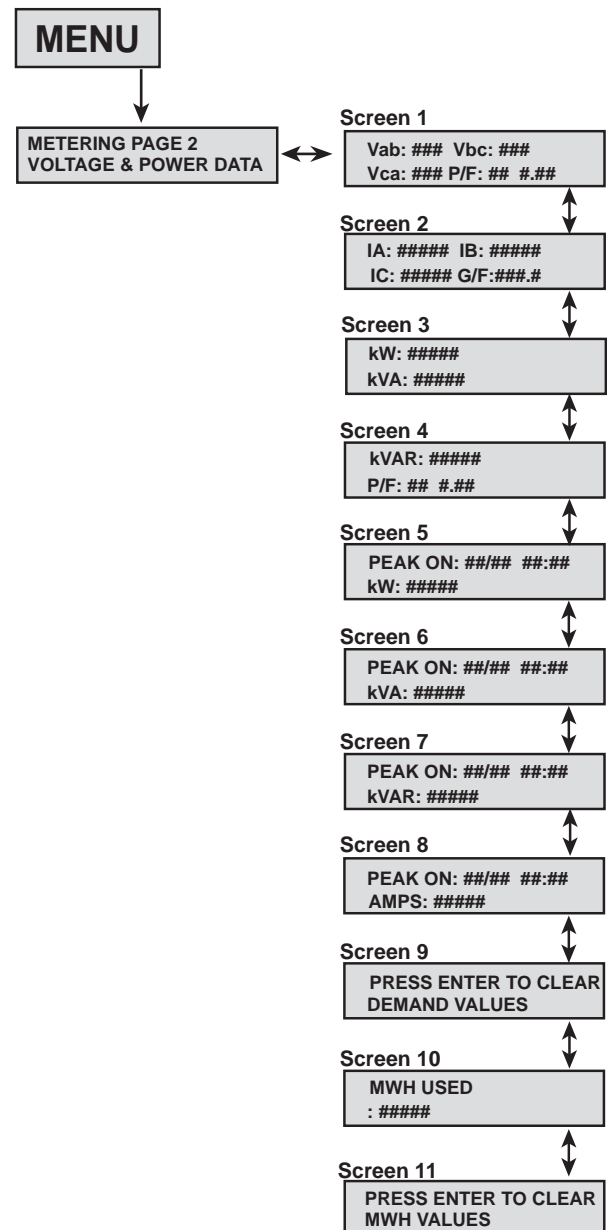 MENU
METERING PAGE 2
VOLTAGE & POWER DATA
Screen 1
Vab: ### Vbc: ###
Vca: ### P/F: ## #.##
Screen 2
IA: ##### IB: #####
IC: ##### G/F:###.#
Screen 3
kW: #####
kVA: #####
Screen 4
kVAR: #####
P/F: ## #.##
Screen 5
PEAK ON: ##/## ##:##
kW: #####
Screen 6
PEAK ON: ##/## ##:##
kVA: #####
Screen 7
PEAK ON: ##/## ##:##
kVAR: #####
Screen 8
PEAK ON: ##/## ##:##
AMPS: #####
Screen 9
PRESS ENTER TO CLEAR
DEMAND VALUES
Screen 10
MWH USED
: #####
Screen 11
PRESS ENTER TO CLEAR
MWH VALUES